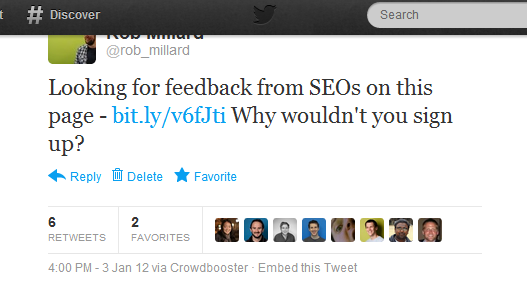 # Discover
Search
Rob Millard
@rob_millard
Looking for feedback from SEOs on this
page - bit.ly/v6fJti Why wouldn't you sign
up?
Reply Delete Favorite
6 2
RETWEETS FAVORITES
4:00 PM - 3 Jan 12 via Crowdbooster · Embed this Tweet